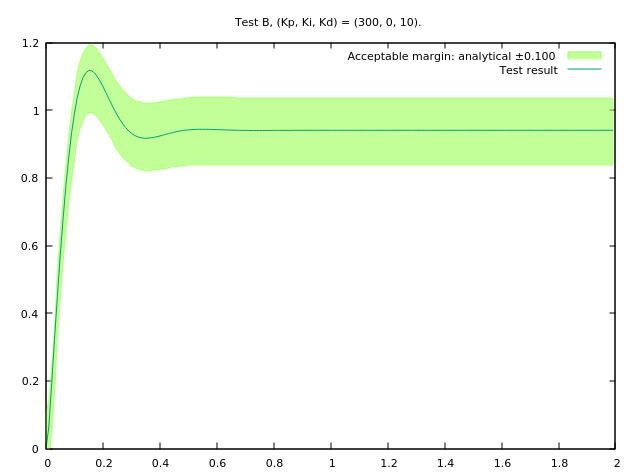 Test B, (Kp, Ki, Kd) = (300, 0, 10).
Acceptable margin: analytical ±0.100
Test result
1.2
1
0.8
0.6
0.4
0.2
0
0 0.2 0.4 0.6 0.8 1 1.2 1.4 1.6 1.8 2